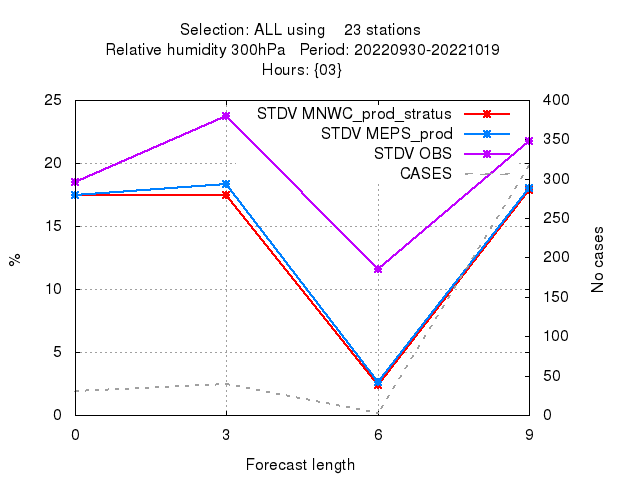 Selection: ALL using 23 stations
Relative humidity 300hPa Period: 20220930-20221019
Hours: {03}
STDV MNWC_prod_stratus
STDV MEPS_prod
STDV OBS
CASES
25
20
15
10
5
0
%
400
350
300
250
200
150
100
50
0
No cases
0 3 6 9
Forecast length